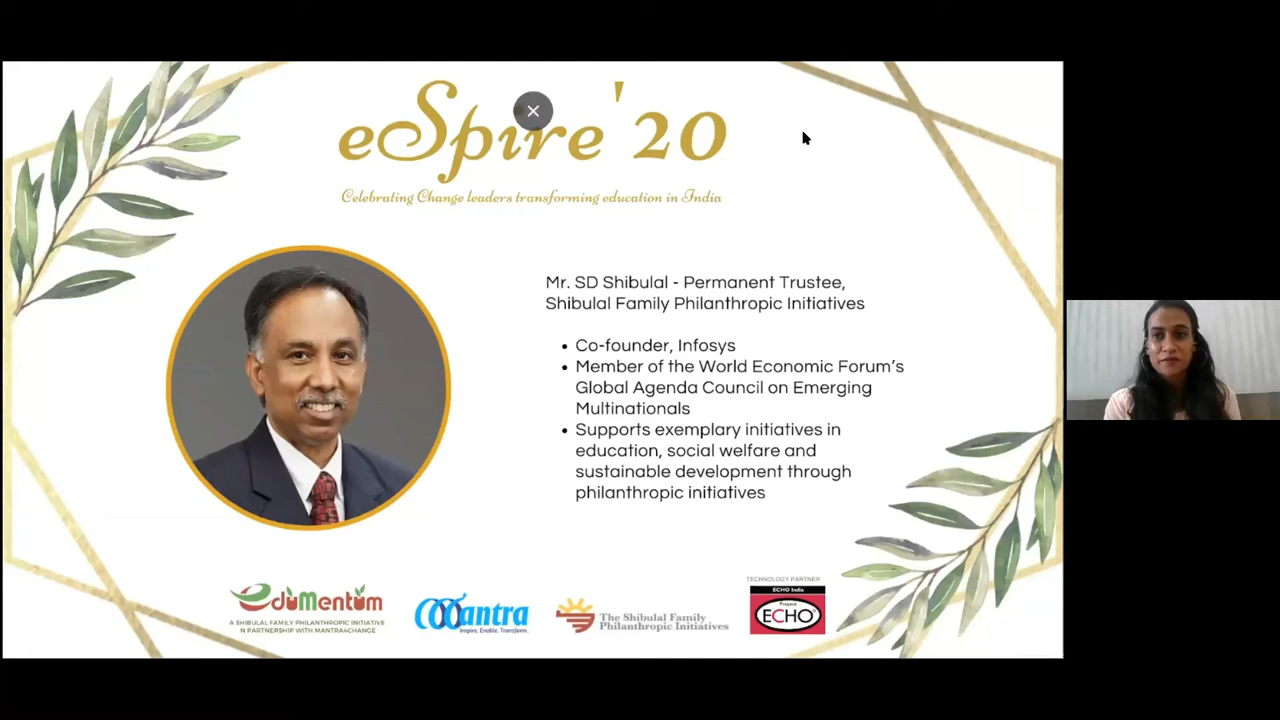 eSpire '20
Celebrating Change leaders transforming education in India
Mr. SD Shibulal - Permanent Trustee,
Shibulal Family Philanthropic Initiatives
• Co-founder, Infosys
• Member of the World Economic Forum's
Global Agenda Council on Emerging
Multinationals
• Supports exemplary initiatives in
education, social welfare and
sustainable development through
philanthropic initiatives
eduMentum
A SHIBULAL FAMILY PHILANTHROPIC INITIATIVE
N PARTNERSHIP WITH MANTRA4CHANGE
Mantra
Inspire. Enable. Transform.
The Shibulal Family
Philanthropic Initiatives
TECHNOLOGY PARTNER
ECHO India
Project
ECHO®